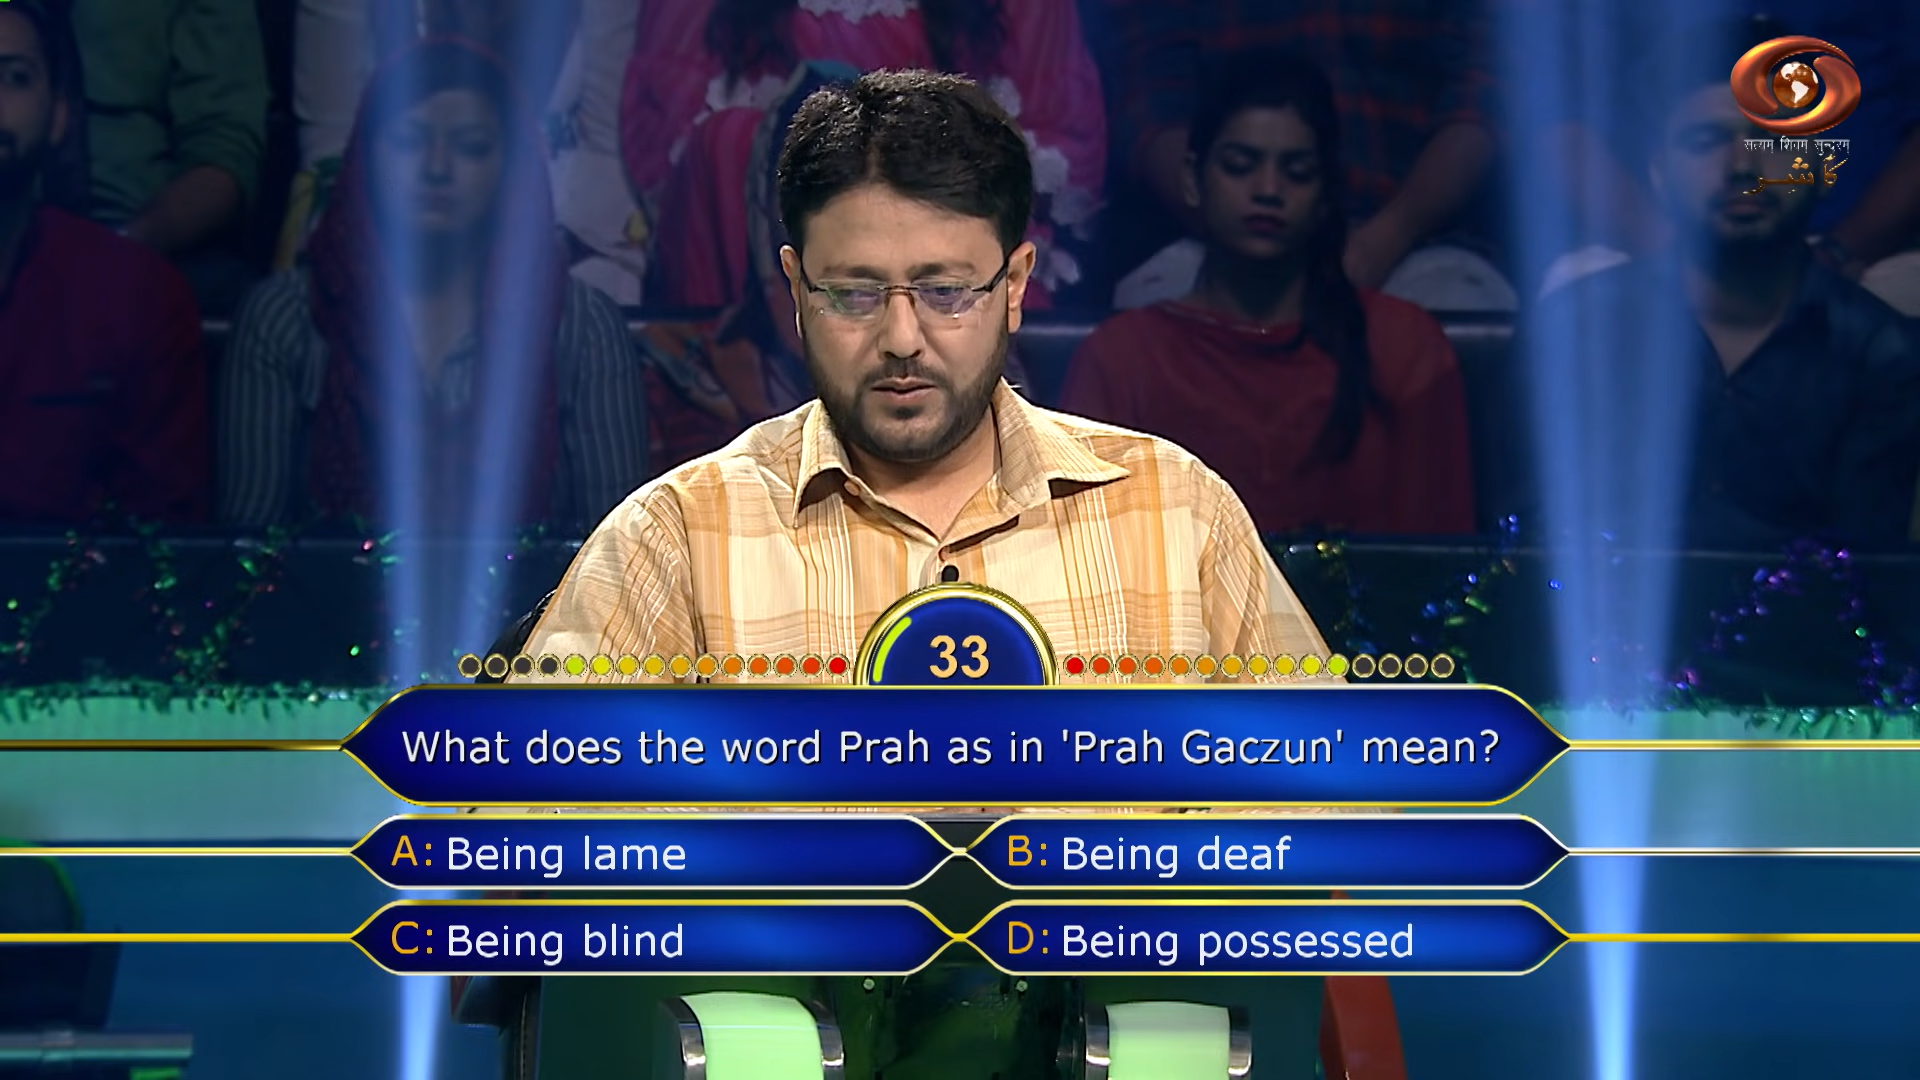 सत्यम् शिवम् सुन्दरम्
كأشر
33
What does the word Prah as in 'Prah Gaczun' mean?
A: Being lame
B: Being deaf
C: Being blind
D: Being possessed